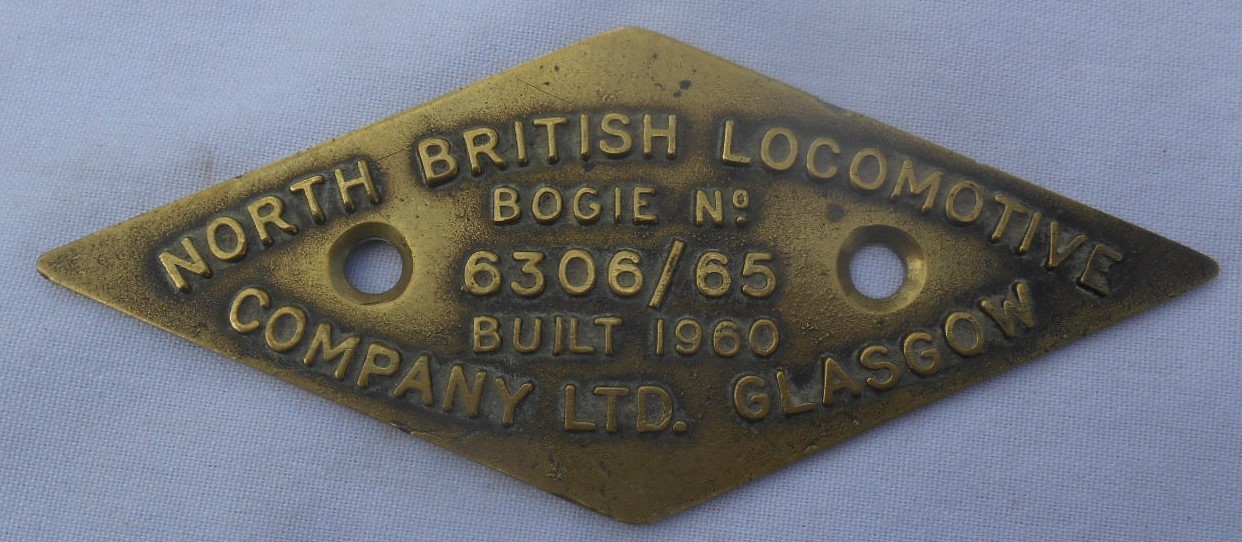 NORTH BRITISH LOCOMOTIVE
BOGIE Nº
6306/65
BUILT 1960
COMPANY LTD. GLASGOW